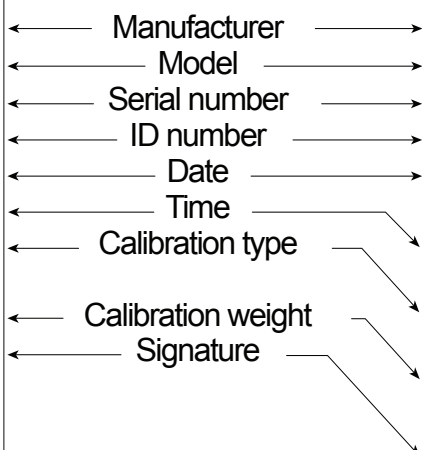 Manufacturer
Model
Serial number
ID number
Date
Time
Calibration type
Calibration weight
Signature